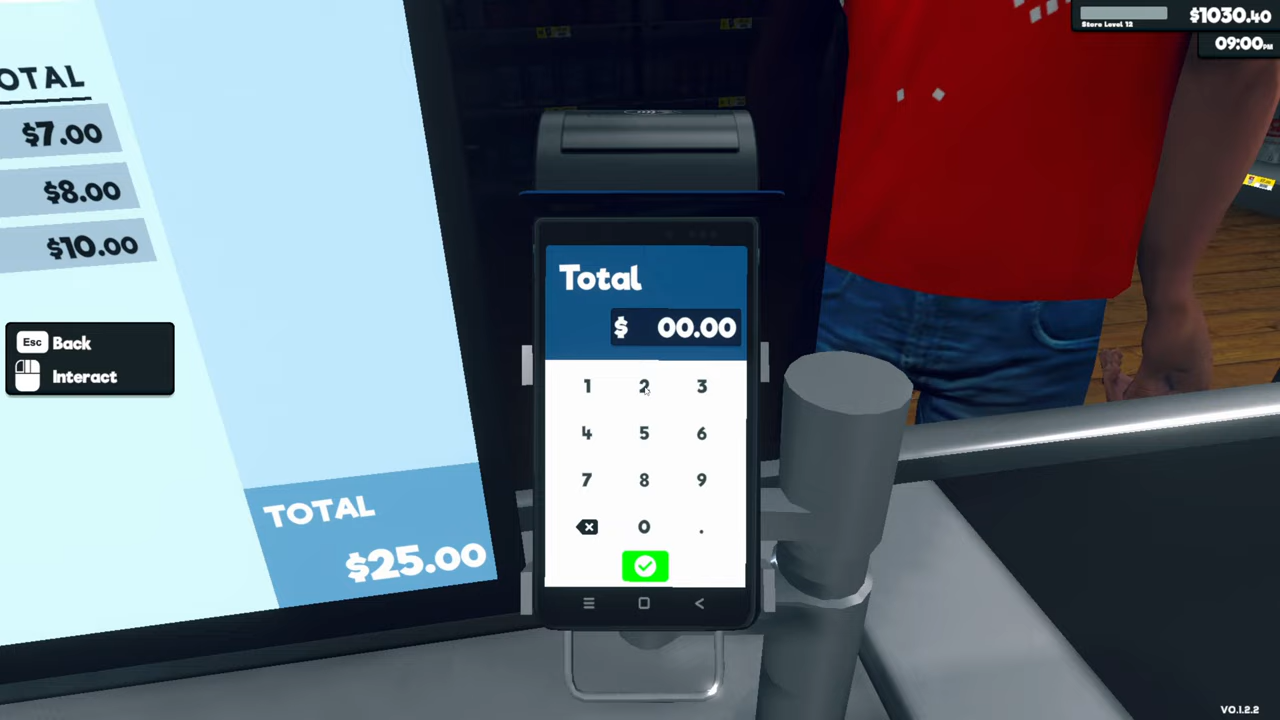 Store Level 12
$1030.40
09:00PM
OTAL
$7.00
$8.00
$10.00
Esc Back
Interact
TOTAL
$25.00
Total
$ 00.00
1 2 3
4 5 6
7 8 9
0 .
V0.1.2.2